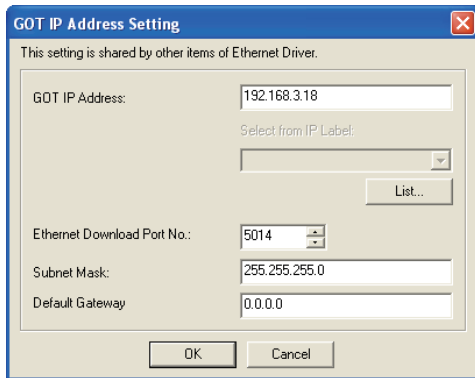 GOT IP Address Setting
This setting is shared by other items of Ethernet Driver.
GOT IP Address:
192.168.3.18
Select from IP Label:
List...
Ethernet Download Port No.:
5014
Subnet Mask:
255.255.255.0
Default Gateway
0.0.0.0
OK
Cancel